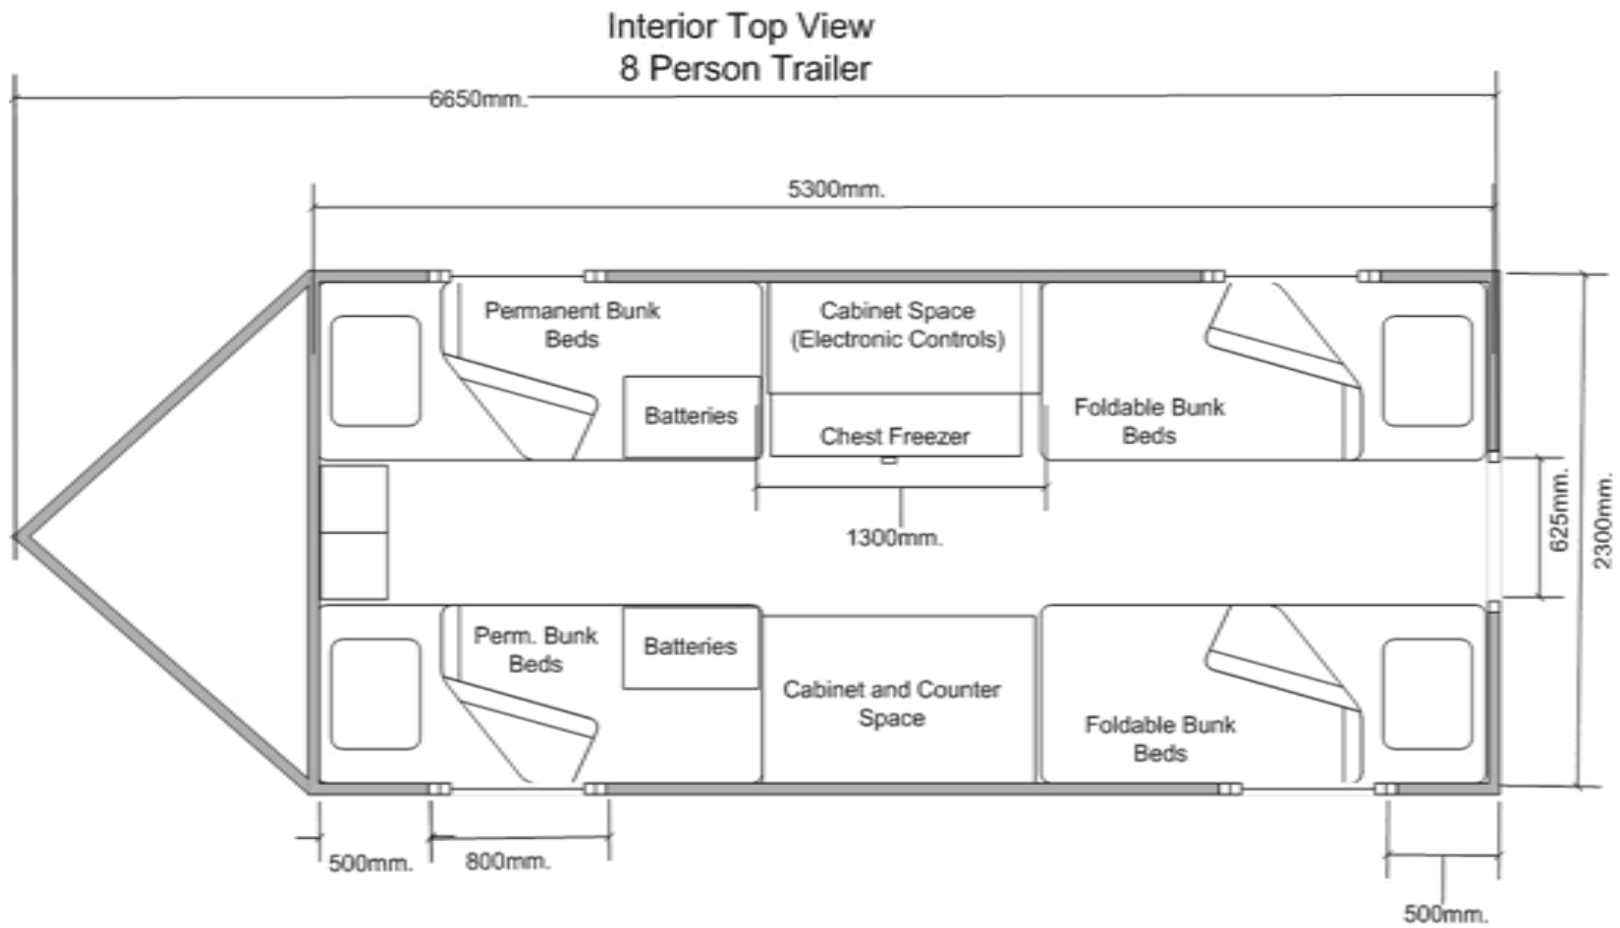 Interior Top View
8 Person Trailer
6650mm.
5300mm.
Permanent Bunk
Beds
Cabinet Space
(Electronic Controls)
Batteries
Chest Freezer
Foldable Bunk
Beds
1300mm.
625mm.
2300mm.
Perm. Bunk
Beds
Batteries
Cabinet and Counter
Space
Foldable Bunk
Beds
500mm.
800mm.
500mm.